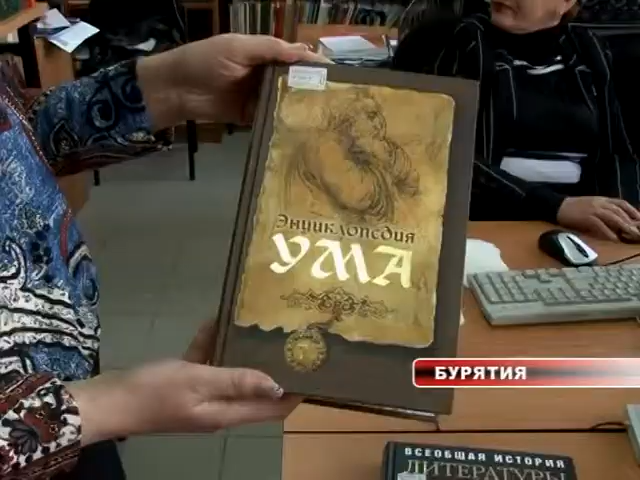 Энциклопедия
УМА
БУРЯТИЯ
ВСЕОБЩАЯ ИСТОРИЯ
ЛИТЕРАТУРЫ